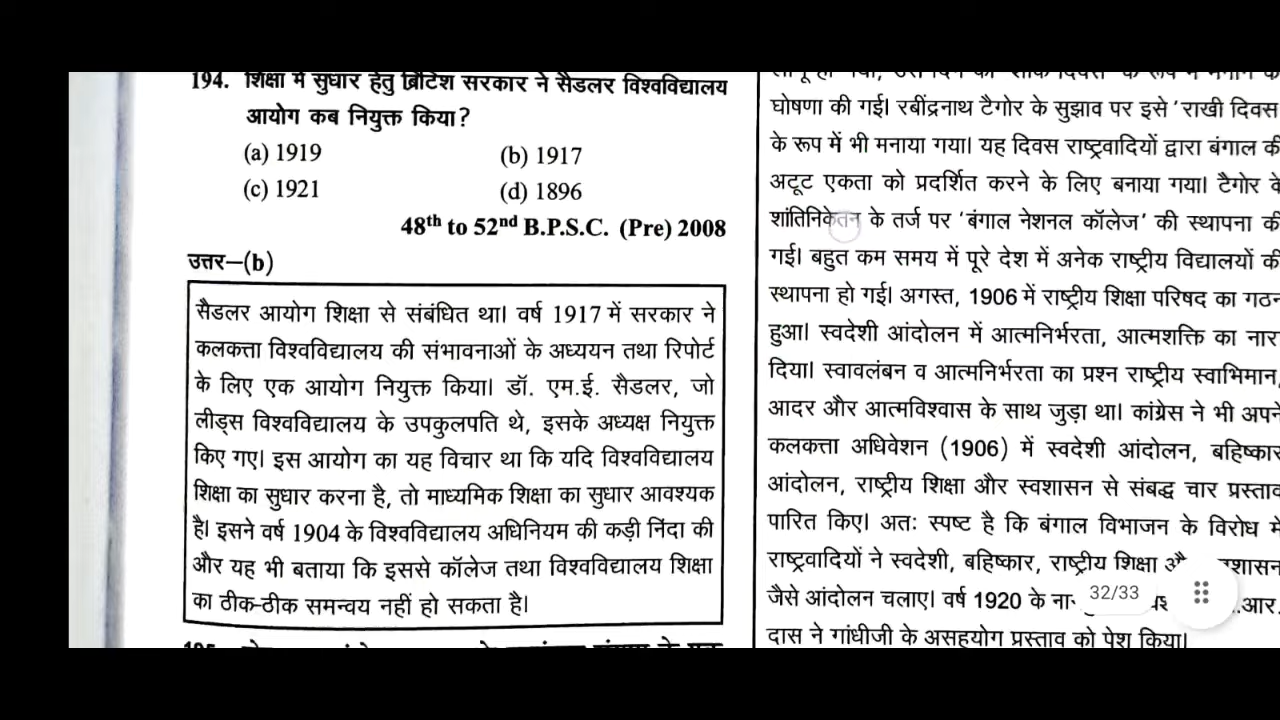 194. शिक्षा में सुधार हेतु ब्रिटिश सरकार ने सैडलर विश्वविद्यालय
आयोग कब नियुक्त किया?
(a) 1919 (b) 1917
(c) 1921 (d) 1896
48th to 52nd B.P.S.C. (Pre) 2008
उत्तर–(b)
सैडलर आयोग शिक्षा से संबंधित था। वर्ष 1917 में सरकार ने
कलकत्ता विश्वविद्यालय की संभावनाओं के अध्ययन तथा रिपोर्ट
के लिए एक आयोग नियुक्त किया। डॉ. एम.ई. सैडलर, जो
लीड्स विश्वविद्यालय के उपकुलपति थे, इसके अध्यक्ष नियुक्त
किए गए। इस आयोग का यह विचार था कि यदि विश्वविद्यालय
शिक्षा का सुधार करना है, तो माध्यमिक शिक्षा का सुधार आवश्यक
है। इसने वर्ष 1904 के विश्वविद्यालय अधिनियम की कड़ी निंदा की
और यह भी बताया कि इससे कॉलेज तथा विश्वविद्यालय शिक्षा
का ठीक-ठीक समन्वय नहीं हो सकता है।
घोषणा की गई। रबींद्रनाथ टैगोर के सुझाव पर इसे 'राखी दिवस
के रूप में भी मनाया गया। यह दिवस राष्ट्रवादियों द्वारा बंगाल की
अटूट एकता को प्रदर्शित करने के लिए बनाया गया। टैगोर के
शांतिनिकेतन के तर्ज पर 'बंगाल नेशनल कॉलेज' की स्थापना की
गई। बहुत कम समय में पूरे देश में अनेक राष्ट्रीय विद्यालयों की
स्थापना हो गई। अगस्त, 1906 में राष्ट्रीय शिक्षा परिषद का गठन
हुआ। स्वदेशी आंदोलन में आत्मनिर्भरता, आत्मशक्ति का नार
दिया। स्वावलंबन व आत्मनिर्भरता का प्रश्न राष्ट्रीय स्वाभिमान,
आदर और आत्मविश्वास के साथ जुड़ा था। कांग्रेस ने भी अपने
कलकत्ता अधिवेशन (1906) में स्वदेशी आंदोलन, बहिष्कार
आंदोलन, राष्ट्रीय शिक्षा और स्वशासन से संबद्ध चार प्रस्ताव
पारित किए। अतः स्पष्ट है कि बंगाल विभाजन के विरोध में
राष्ट्रवादियों ने स्वदेशी, बहिष्कार, राष्ट्रीय शिक्षा
जैसे आंदोलन चलाए। वर्ष 1920 के
दास ने गांधीजी के असहयोग प्रस्ताव को पेश किया।
32/33